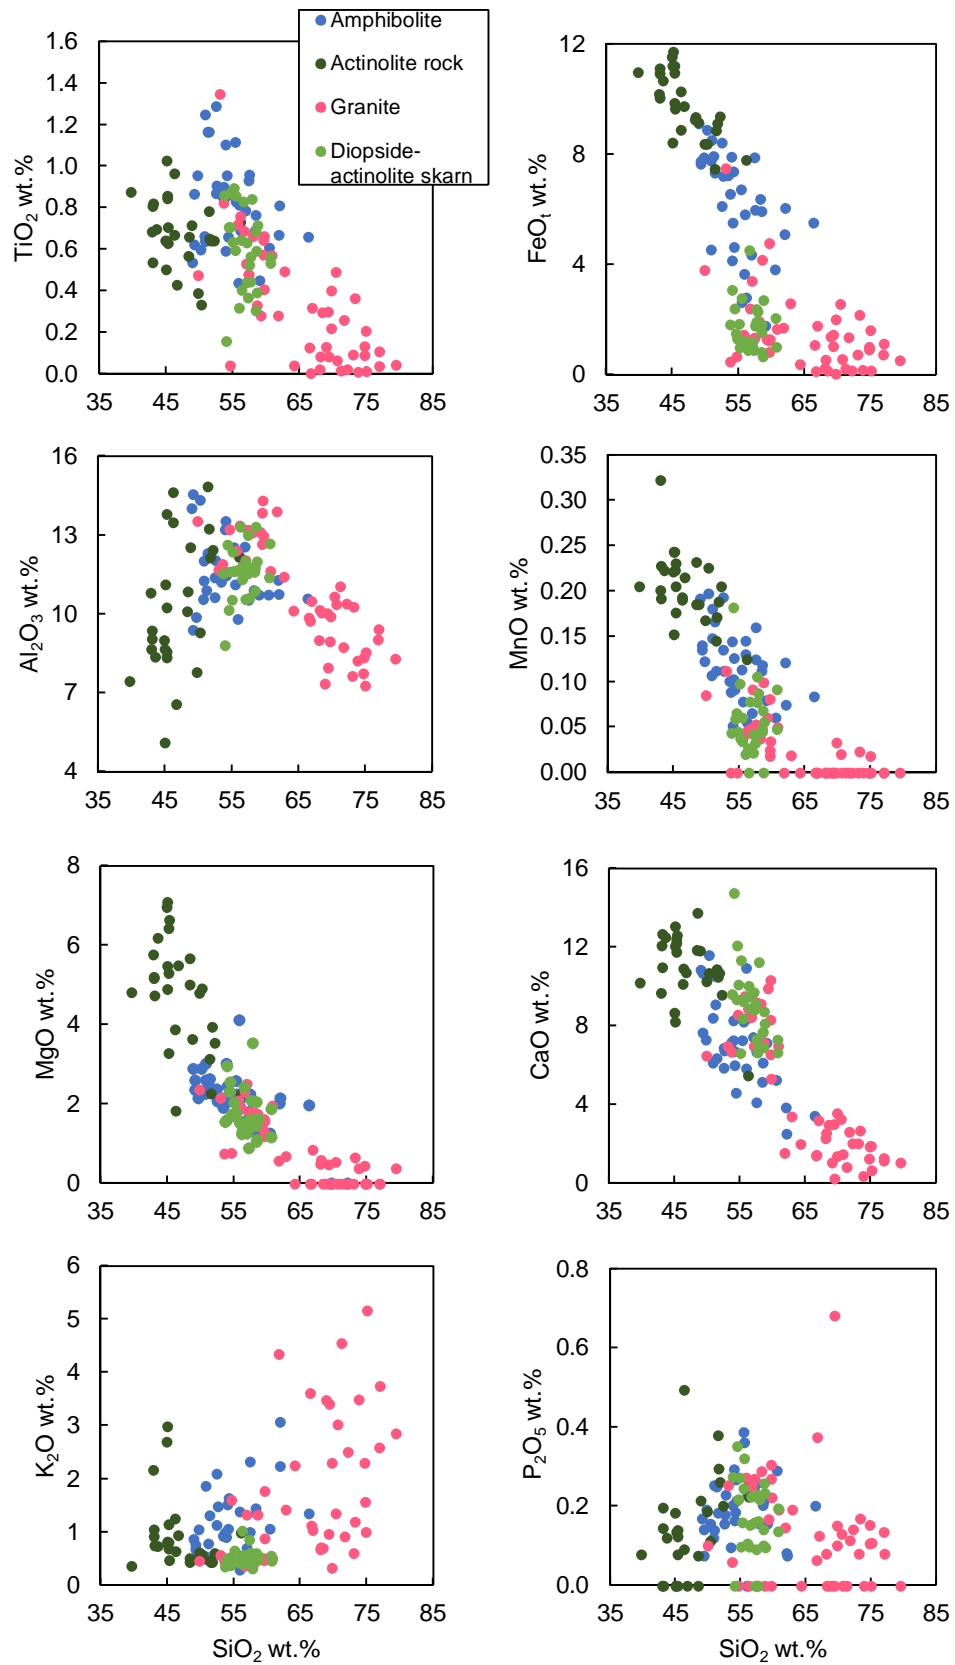 Amphibolite
Actinolite rock
Granite
Diopside-
actinolite skarn
1.6
1.4
1.2
1.0
0.8
0.6
0.4
0.2
0.0
TiO2 wt.%
35 45 55 65 75 85
12
8
4
0
FeOt wt.%
35 45 55 65 75 85
16
13
10
7
4
Al2O3 wt.%
35 45 55 65 75 85
0.35
0.30
0.25
0.20
0.15
0.10
0.05
0.00
MnO wt.%
35 45 55 65 75 85
8
6
4
2
0
MgO wt.%
35 45 55 65 75 85
16
12
8
4
0
CaO wt.%
35 45 55 65 75 85
6
5
4
3
2
1
0
K2O wt.%
35 45 55 65 75 85
SiO2 wt.%
0.8
0.6
0.4
0.2
0.0
P2O5 wt.%
35 45 55 65 75 85
SiO2 wt.%